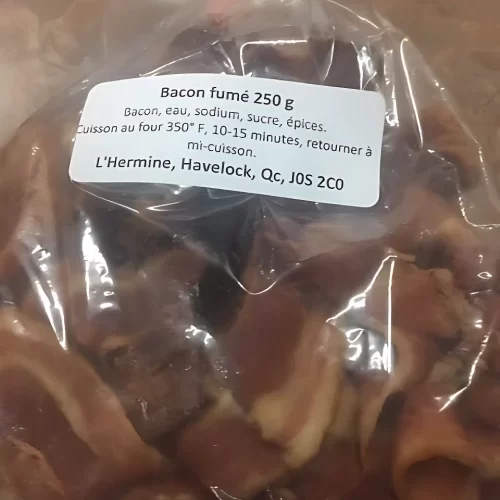 Bacon fumé 250 g
Bacon, eau, sodium, sucre, épices.
Cuisson au four 350° F, 10-15 minutes, retourner à
mi-cuisson.
L'Hermine, Havelock, Qc, J0S 2C0